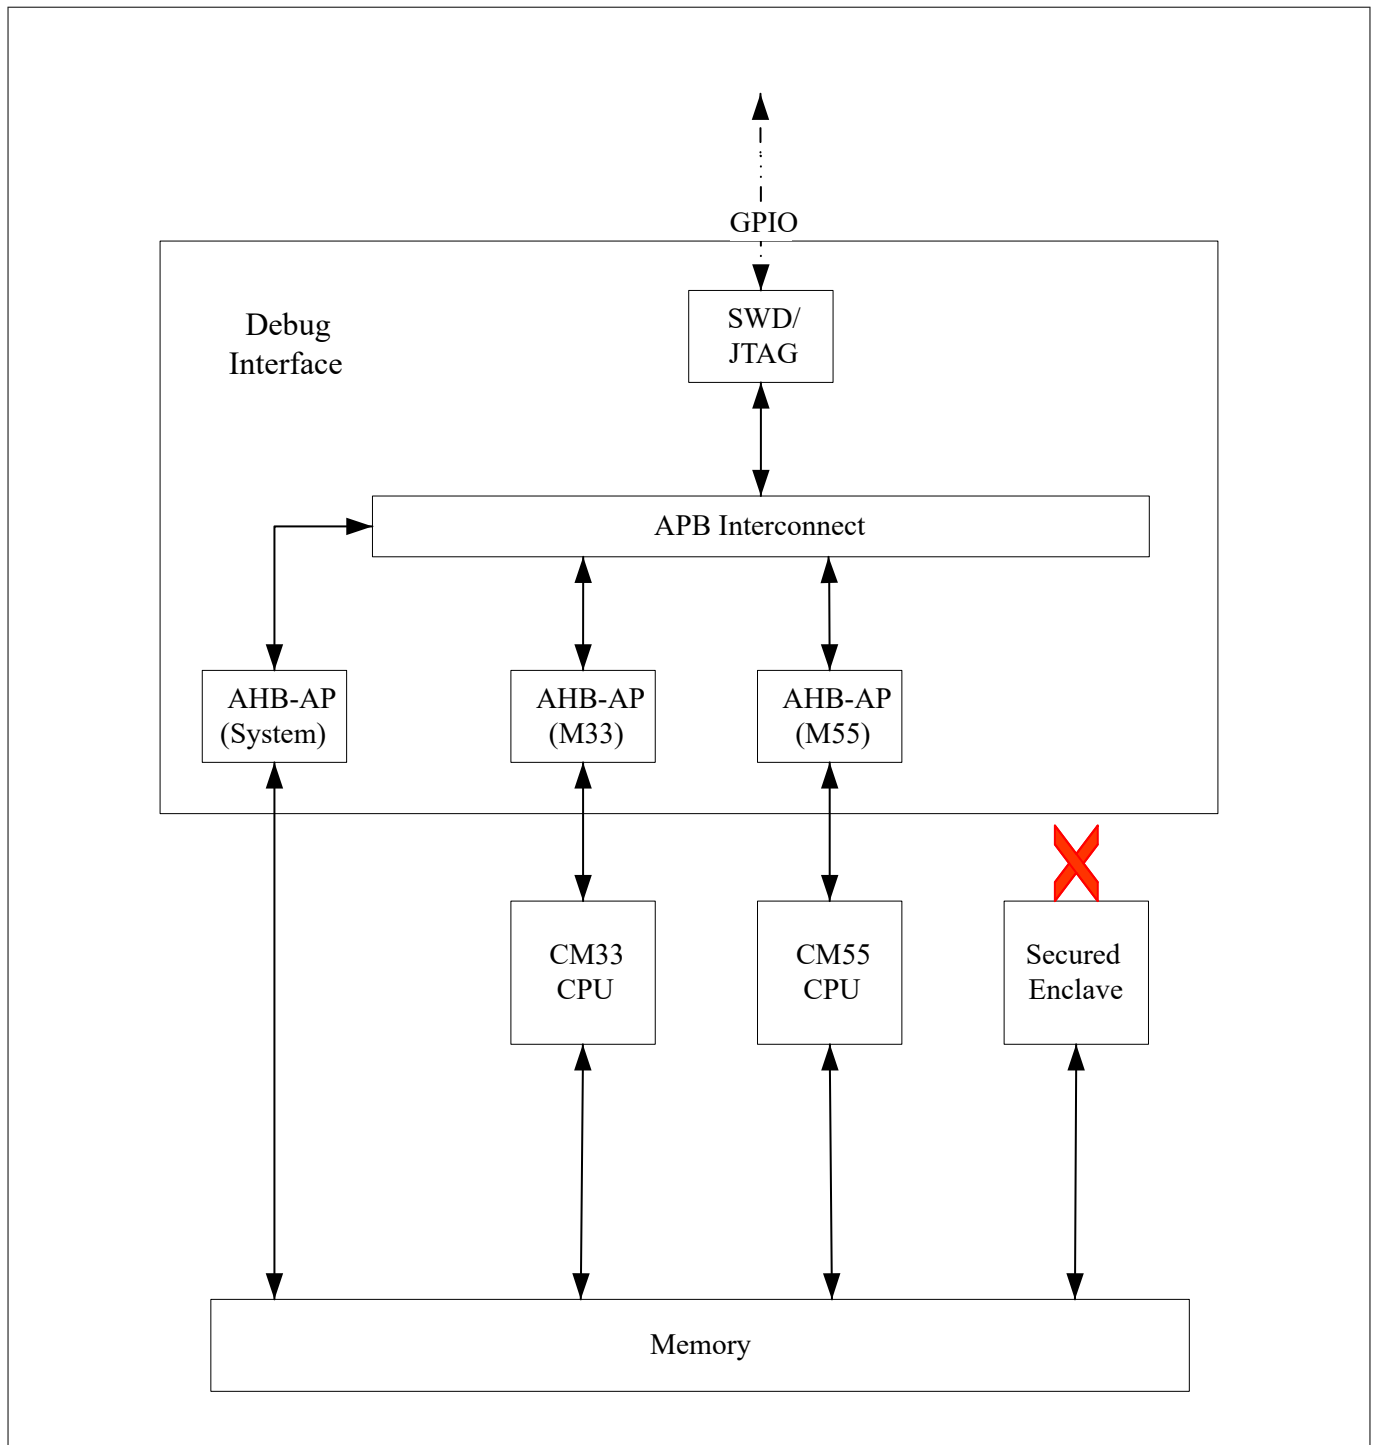 GPIO
Debug
Interface
SWD/
JTAG
APB Interconnect
AHB-AP
(System)
AHB-AP
(M33)
AHB-AP
(M55)
CM33
CPU
CM55
CPU
Secured
Enclave
Memory